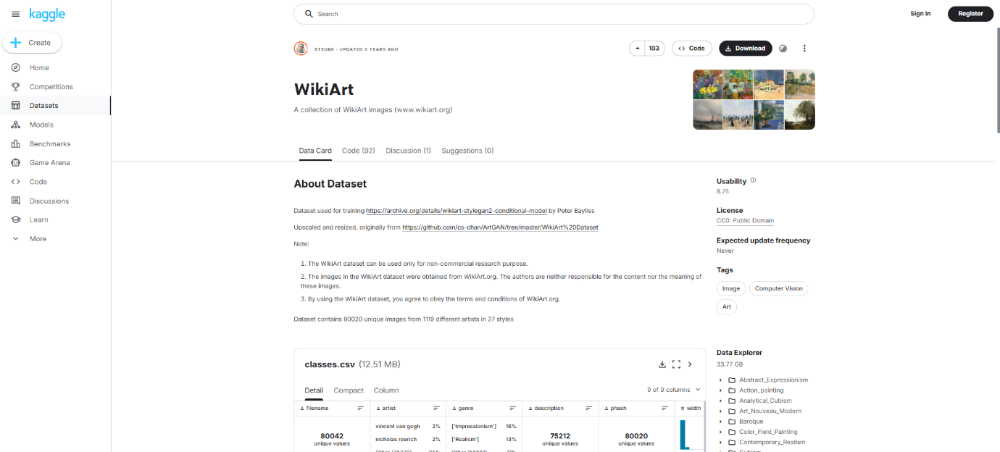 kaggle
Search
Sign In
Register
Create
Home
Competitions
Datasets
Models
Benchmarks
Game Arena
Code
Discussions
Learn
More
STEUBK · UPDATED 4 YEARS AGO
103
Code
Download
WikiArt
A collection of WikiArt images (www.wikiart.org)
Data Card
Code (92)
Discussion (1)
Suggestions (0)
About Dataset
Dataset used for training https://archive.org/details/wikiart-stylegan2-conditional-model by Peter Baylies
Upscaled and resized, originally from https://github.com/cs-chan/ArtGAN/tree/master/WikiArt%20Dataset
Note:
1. The WikiArt dataset can be used only for non-commercial research purpose.
2. The images in the WikiArt dataset were obtained from WikiArt.org. The authors are neither responsible for the content nor the meaning of
these images.
3. By using the WikiArt dataset, you agree to obey the terms and conditions of WikiArt.org.
Dataset contains 80020 unique images from 1119 different artists in 27 styles
Usability
8.75
License
CC0: Public Domain
Expected update frequency
Never
Tags
Image
Computer Vision
Art
classes.csv (12.51 MB)
Detail
Compact
Column
9 of 9 columns
filename
artist
genre
description
phash
# width
80042
unique values
vincent van gogh 2%
nicholas roerich 2%
['Impressionism'] 16%
['Realism'] 13%
75212
unique values
80020
unique values
Data Explorer
33.77 GB
Abstract_Expressionism
Action_painting
Analytical_Cubism
Art_Nouveau_Modern
Baroque
Color_Field_Painting
Contemporary_Realism